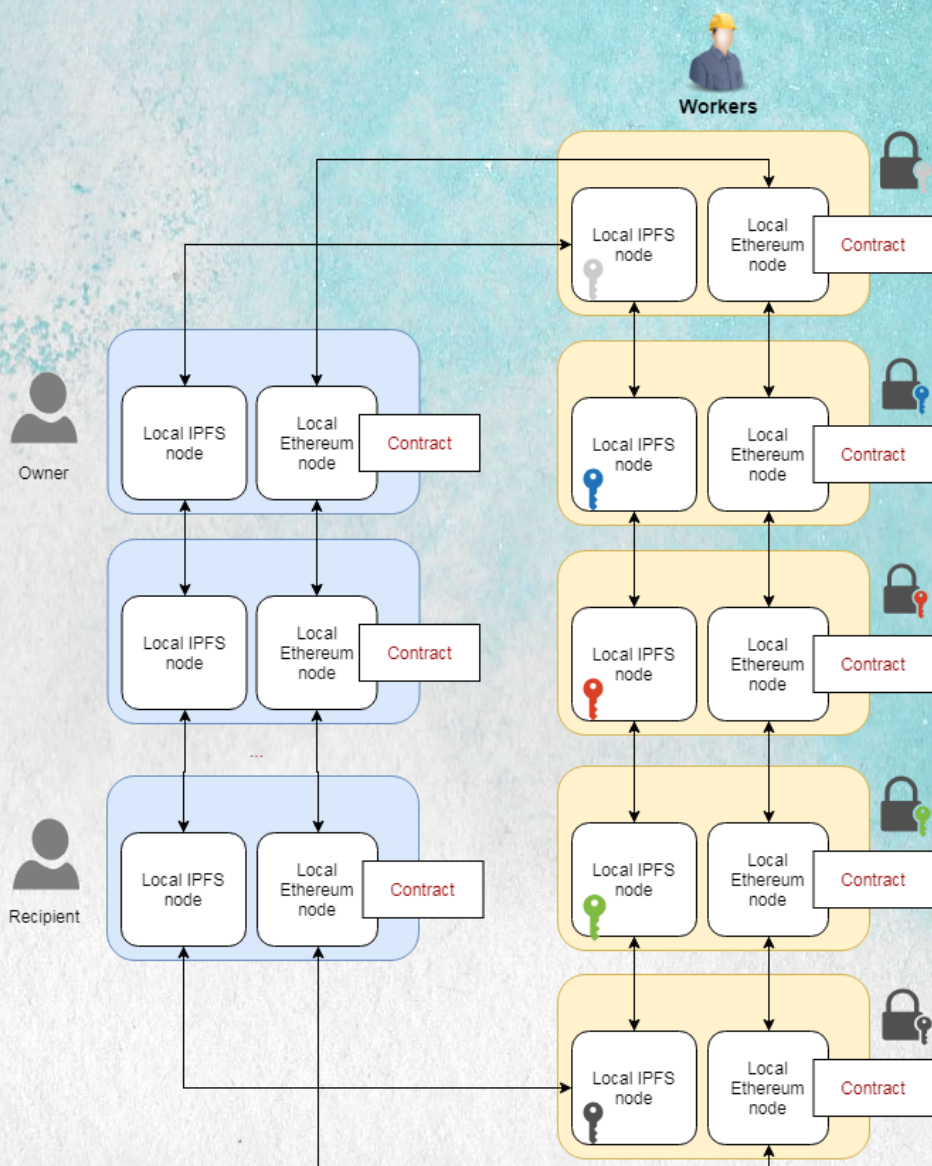 Workers
Local IPFS
node
Local
Ethereum
node
Contract
Owner
Local IPFS
node
Local
Ethereum
node
Contract
Local IPFS
node
Local
Ethereum
node
Contract
Local IPFS
node
Local
Ethereum
node
Contract
Local IPFS
node
Local
Ethereum
node
Contract
...
Recipient
Local IPFS
node
Local
Ethereum
node
Contract
Local IPFS
node
Local
Ethereum
node
Contract
Local IPFS
node
Local
Ethereum
node
Contract